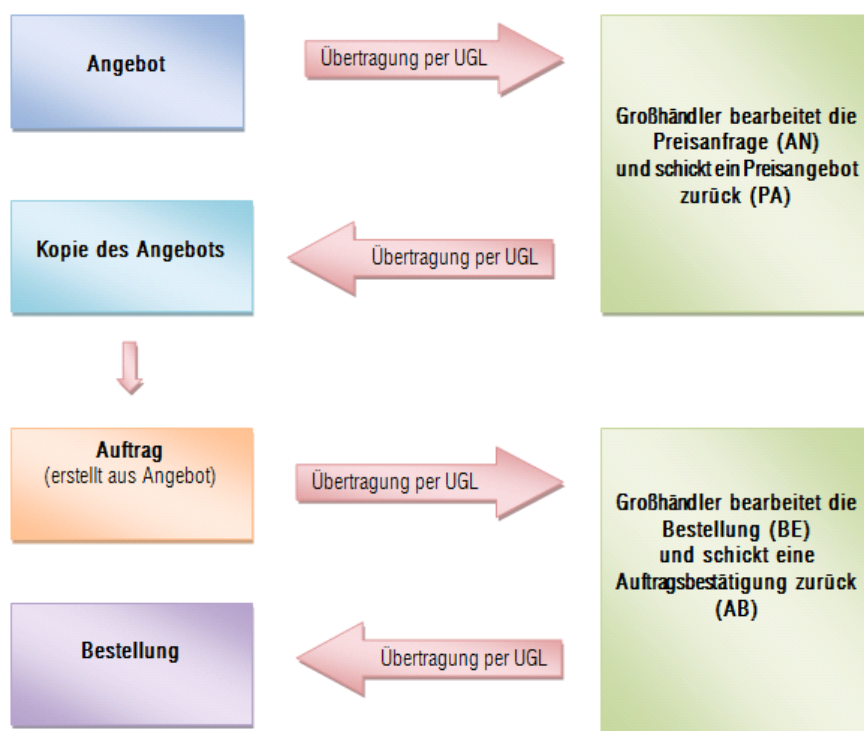 Angebot
Übertragung per UGL
Großhändler bearbeitet die
Preisanfrage (AN)
und schickt ein Preisangebot
zurück (PA)
Kopie des Angebots
Übertragung per UGL
Auftrag
(erstellt aus Angebot)
Übertragung per UGL
Großhändler bearbeitet die
Bestellung (BE)
und schickt eine
Auftragsbestätigung zurück
(AB)
Bestellung
Übertragung per UGL